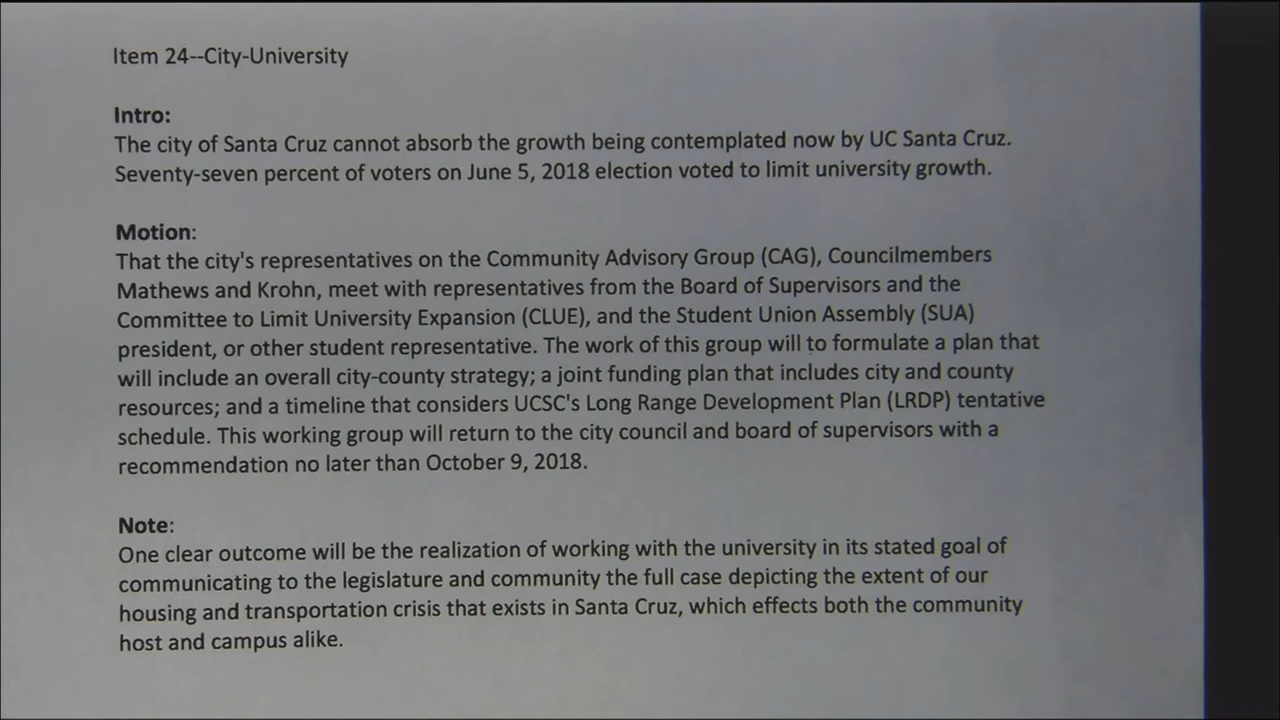 Item 24--City-University
Intro:
The city of Santa Cruz cannot absorb the growth being contemplated now by UC Santa Cruz.
Seventy-seven percent of voters on June 5, 2018 election voted to limit university growth.
Motion:
That the city's representatives on the Community Advisory Group (CAG), Councilmembers
Mathews and Krohn, meet with representatives from the Board of Supervisors and the
Committee to Limit University Expansion (CLUE), and the Student Union Assembly (SUA)
president, or other student representative. The work of this group will to formulate a plan that
will include an overall city-county strategy; a joint funding plan that includes city and county
resources; and a timeline that considers UCSC's Long Range Development Plan (LRDP) tentative
schedule. This working group will return to the city council and board of supervisors with a
recommendation no later than October 9, 2018.
Note:
One clear outcome will be the realization of working with the university in its stated goal of
communicating to the legislature and community the full case depicting the extent of our
housing and transportation crisis that exists in Santa Cruz, which effects both the community
host and campus alike.